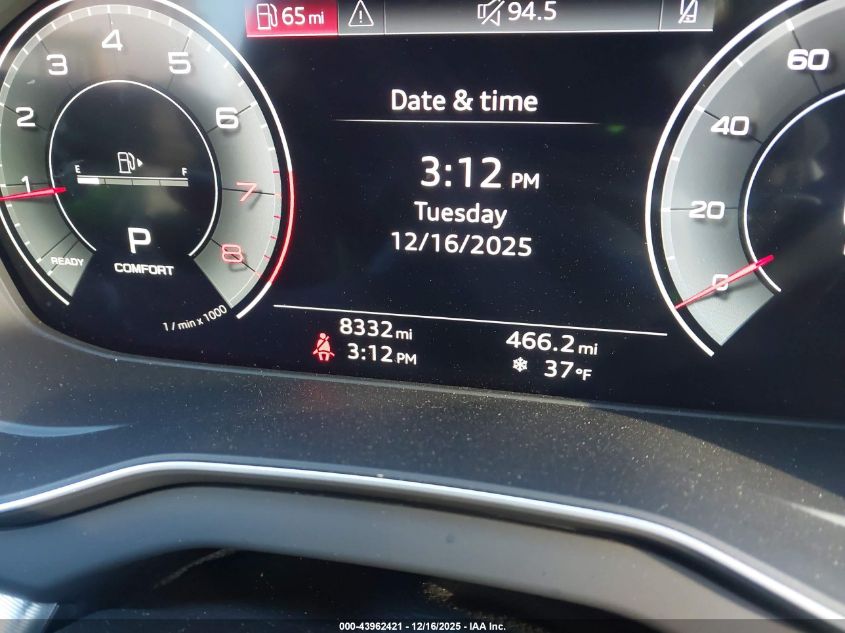 65 mi
94.5
Date & time
3:12 PM
Tuesday
12/16/2025
8332 mi
3:12 PM
466.2 mi
37°F
1
2
3
4
5
6
7
8
E F
P
COMFORT
READY
1 / min x 1000
60
40
20
0
000-43962421 - 12/16/2025 - IAA Inc.